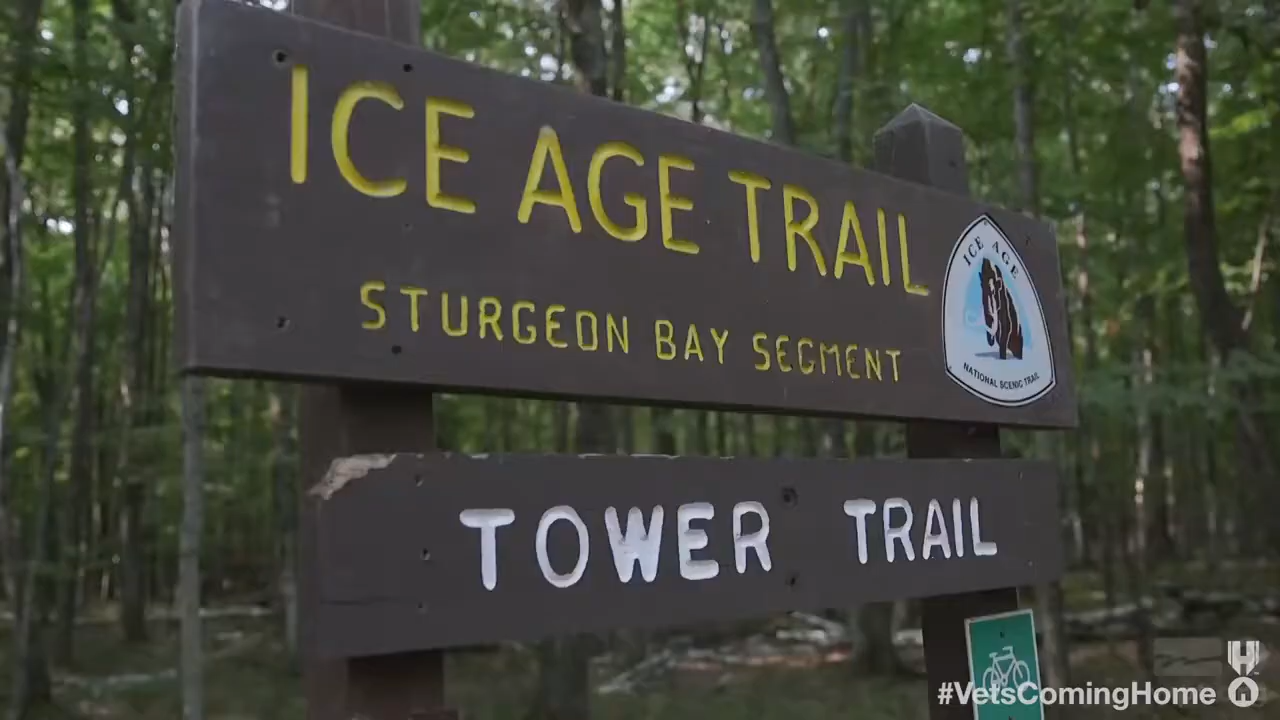 ICE AGE TRAIL
STURGEON BAY SEGMENT
ICE AGE
NATIONAL SCENIC TRAIL
TOWER TRAIL
#VetsComingHome